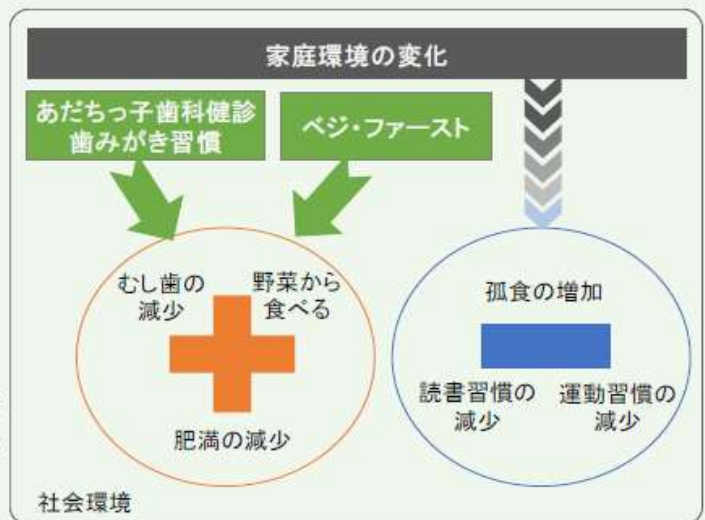 家庭環境の変化
あだちっ子歯科健診
歯みがき習慣
ベジ・ファースト
むし歯の
減少
野菜から
食べる
肥満の減少
孤食の増加
読書習慣の
減少
運動習慣の
減少
社会環境